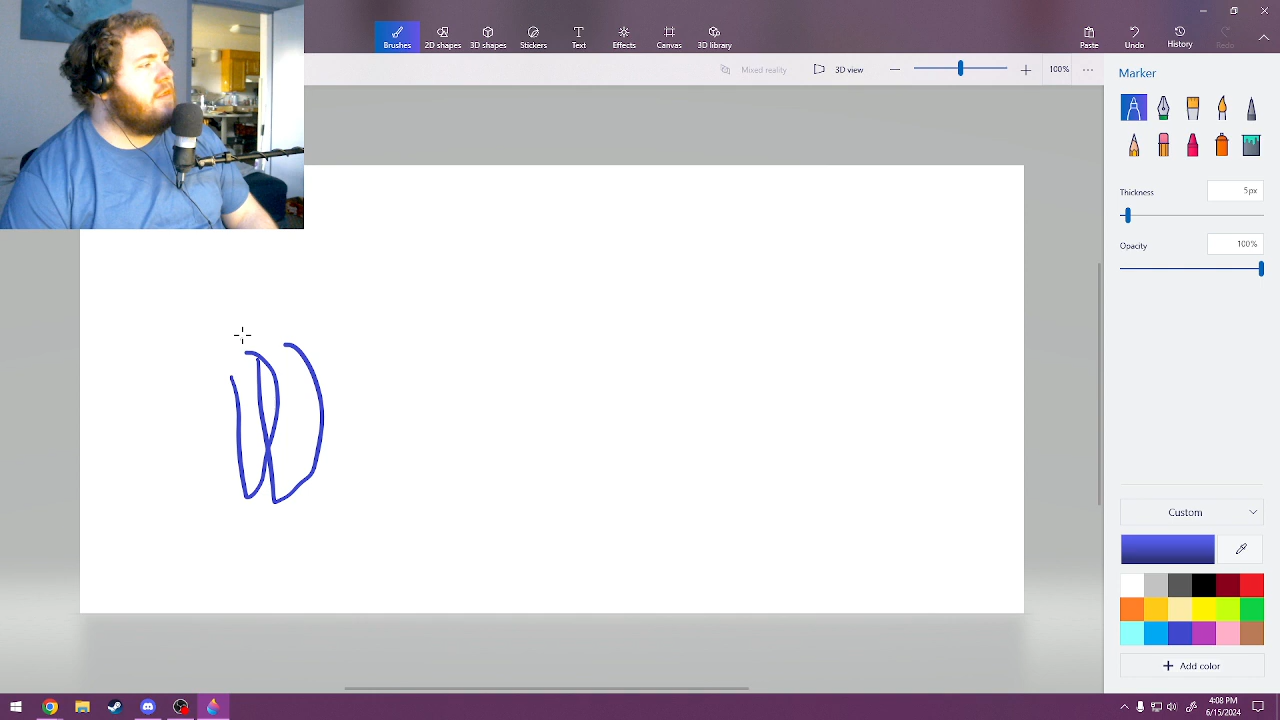 Brushes 2D shapes 3D shapes Stickers Text Effects Canvas 3D library Paste Undo History Redo
Mixed reality 3D view 100%
Marker
Thickness 5px
Opacity 100%
Custom
Add color
4:08 PM
6/15/2024